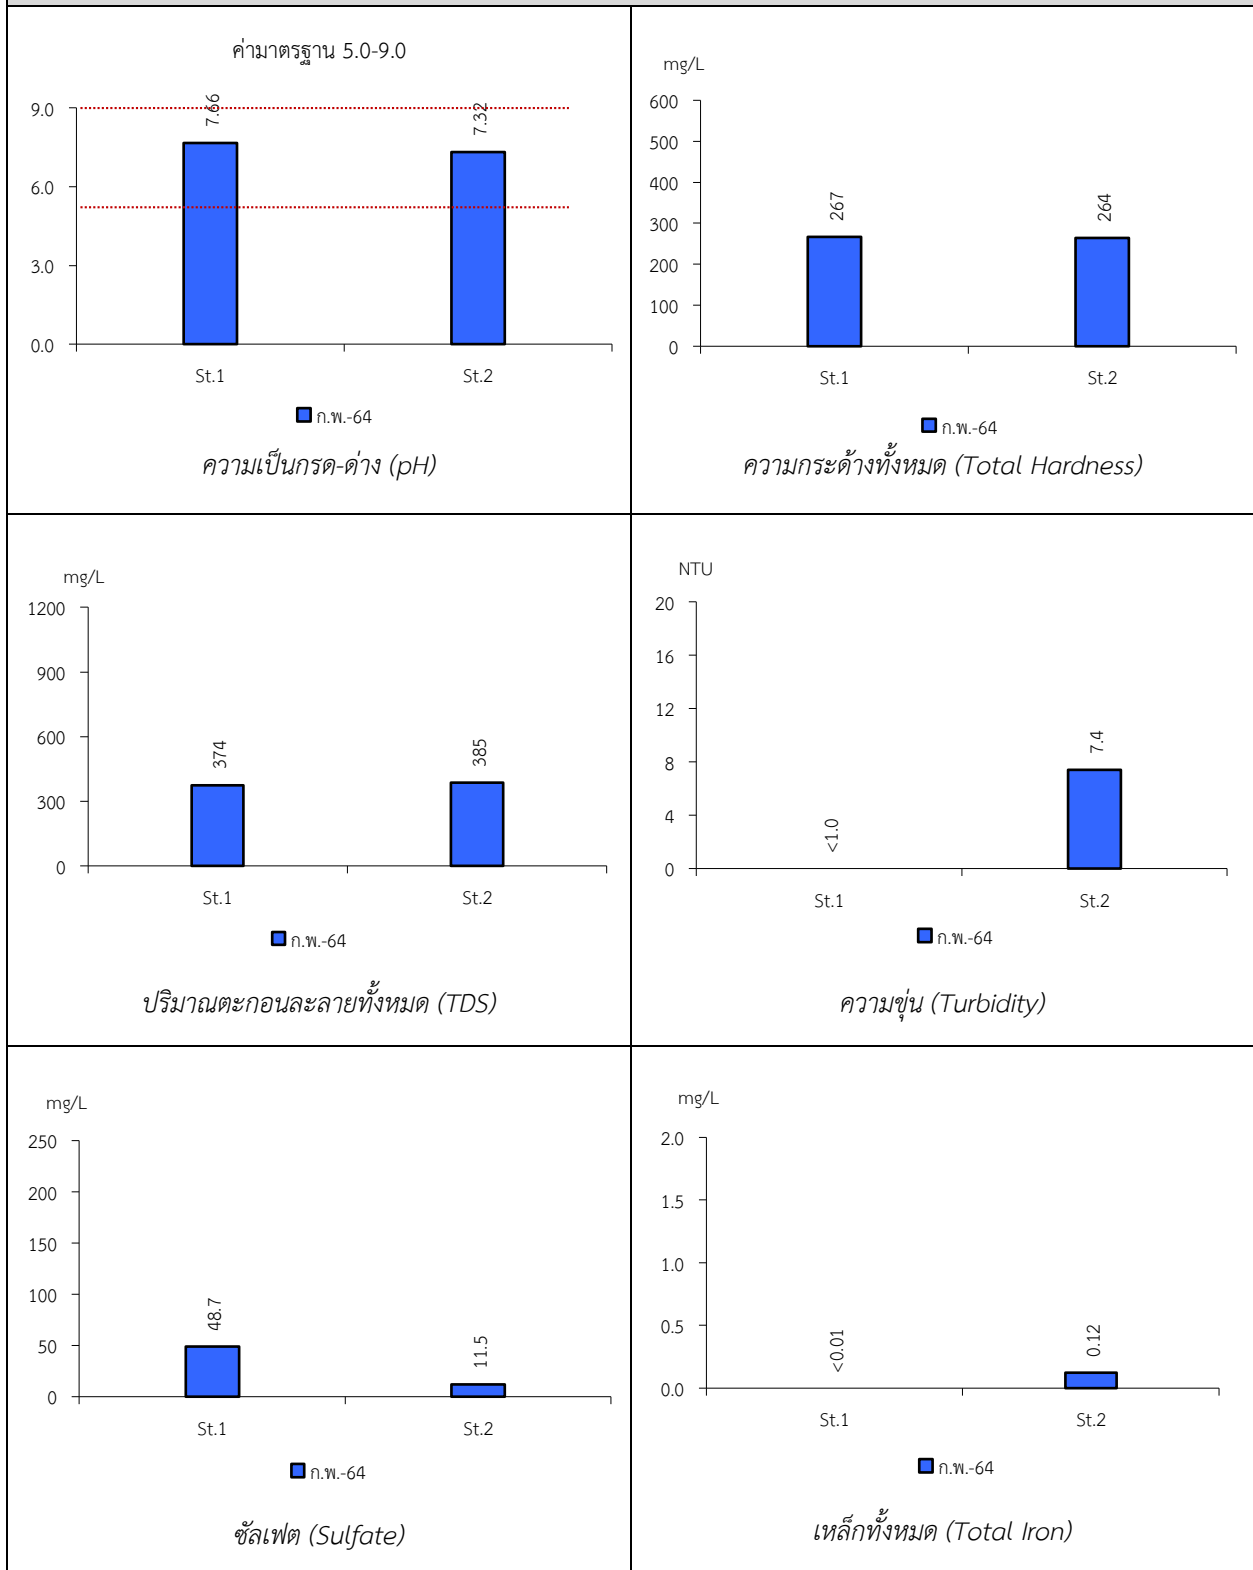 ค่ามาตรฐาน 5.0-9.0
9.0
6.0
3.0
0.0
7.66
7.32
St.1
St.2
ก.พ.-64
ความเป็นกรด-ด่าง (pH)
mg/L
600
500
400
300
200
100
0
267
264
St.1
St.2
ก.พ.-64
ความกระด้างทั้งหมด (Total Hardness)
mg/L
1200
900
600
300
0
374
385
St.1
St.2
ก.พ.-64
ปริมาณตะกอนละลายทั้งหมด (TDS)
NTU
20
16
12
8
4
0
<1.0
7.4
St.1
St.2
ก.พ.-64
ความขุ่น (Turbidity)
mg/L
250
200
150
100
50
0
48.7
11.5
St.1
St.2
ก.พ.-64
ซัลเฟต (Sulfate)
mg/L
2.0
1.5
1.0
0.5
0.0
<0.01
0.12
St.1
St.2
ก.พ.-64
เหล็กทั้งหมด (Total Iron)